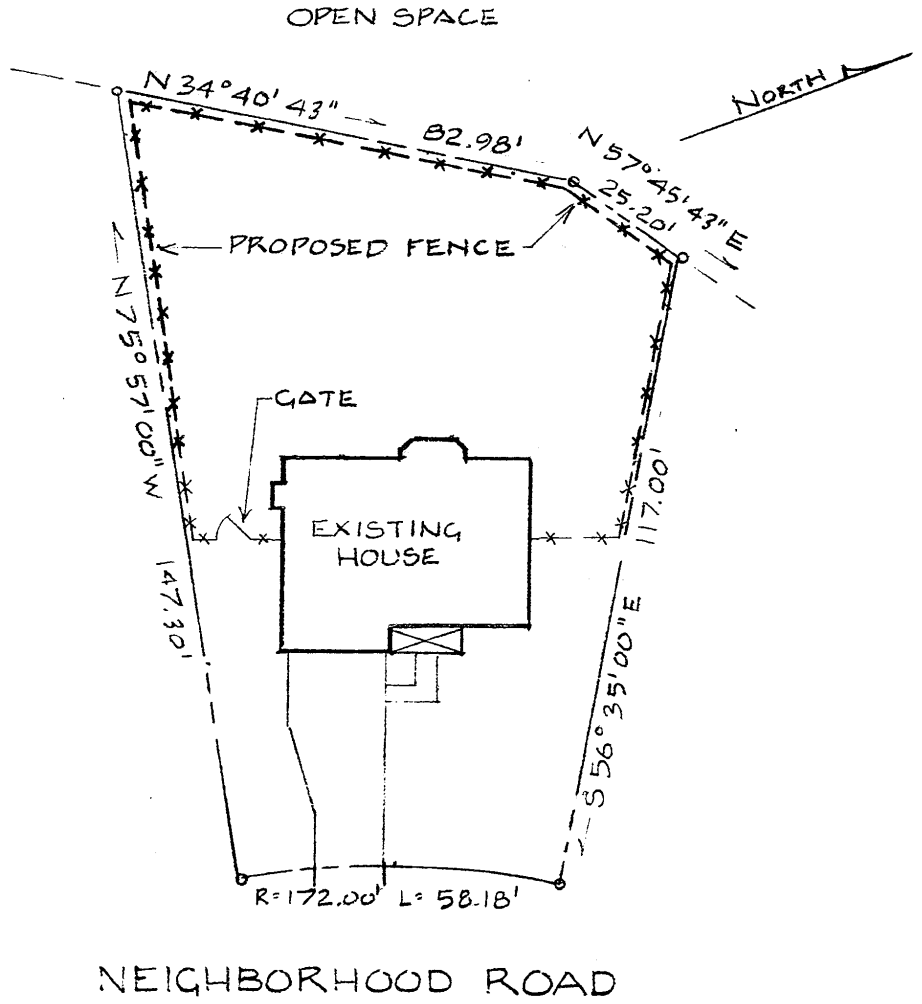 OPEN SPACE
N 34°40'43"
82.98'
NORTH
N 57°45'43" E
25.20'
PROPOSED FENCE
N 75°57'00" W
147.30'
GATE
EXISTING
HOUSE
117.00'
S 56°35'00" E
R=172.00' L= 58.18'
NEIGHBORHOOD ROAD